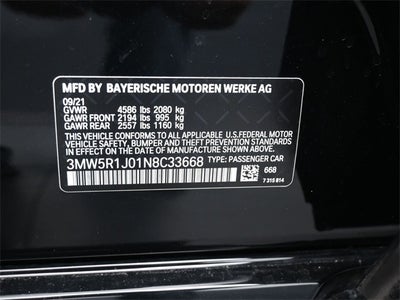 MFD BY BAYERISCHE MOTOREN WERKE AG
09/21
GVWR 4586 lbs 2080 kg
GAWR FRONT 2194 lbs 995 kg
GAWR REAR 2557 lbs 1160 kg
THIS VEHICLE CONFORMS TO ALL APPLICABLE U.S.FEDERAL MOTOR
VEHICLE SAFETY, BUMPER AND THEFT PREVENTION STANDARDS
IN EFFECT ON THE DATE OF MANUFACTURE SHOWN ABOVE.
3MW5R1J01N8C33668 TYPE: PASSENGER CAR
668
7 315 814